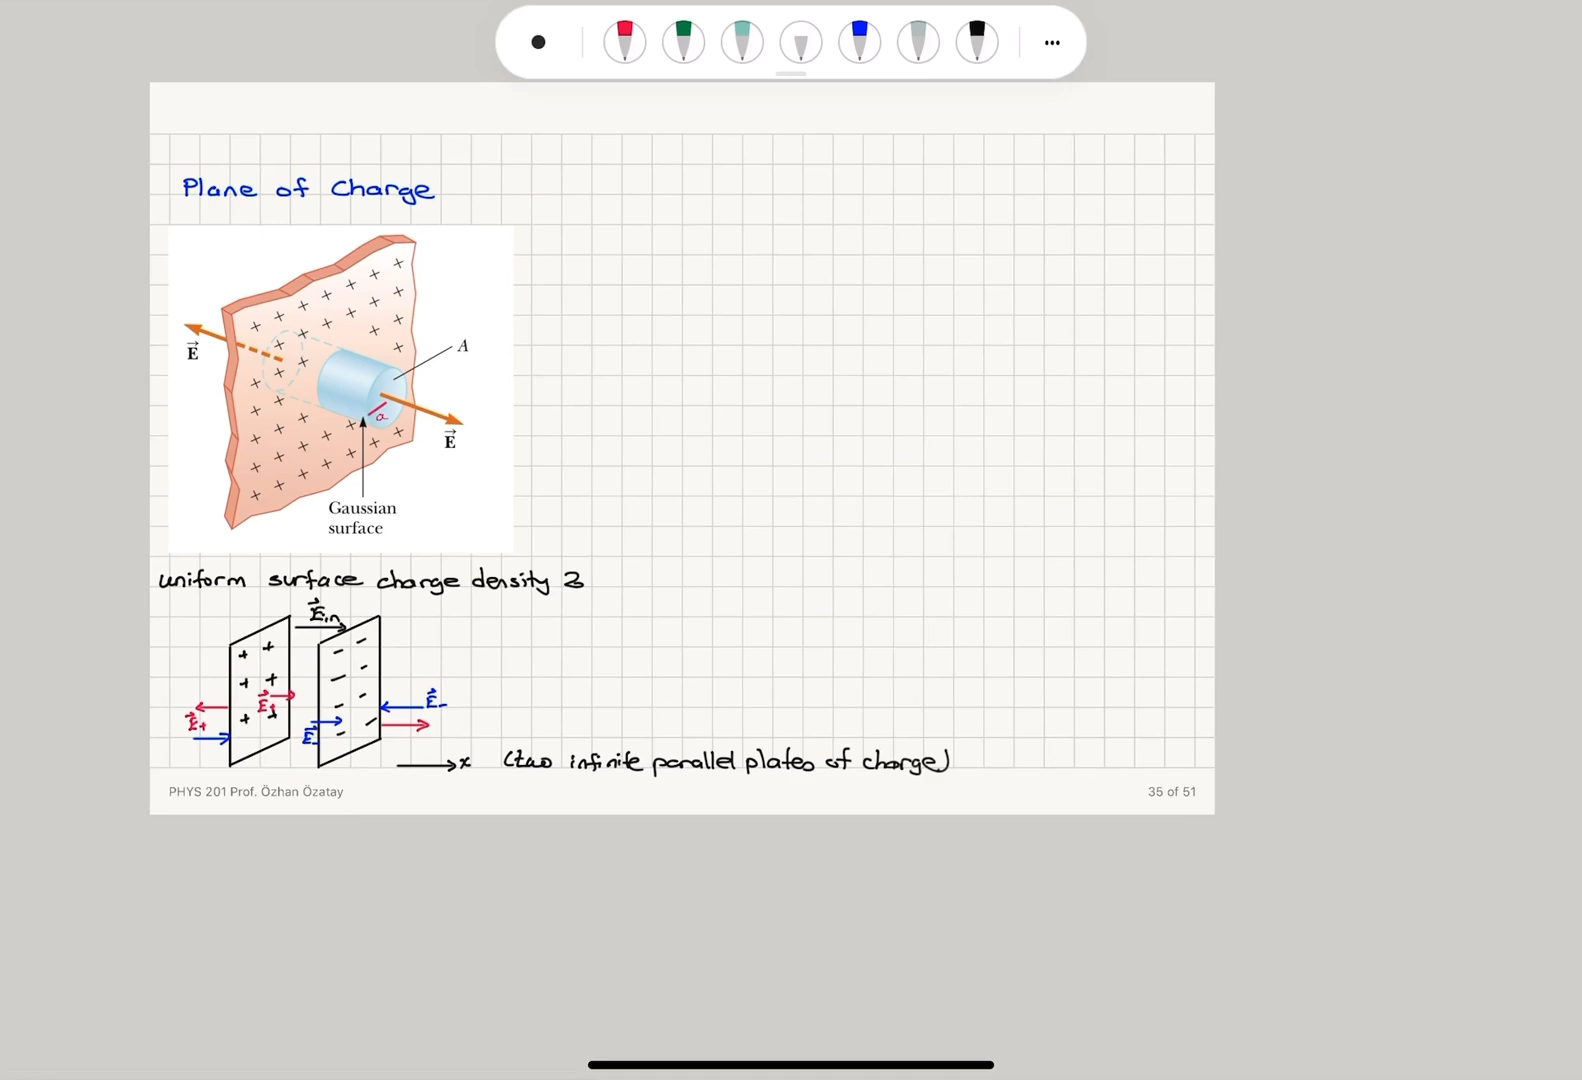 Plane of Charge
E
A
a
E
Gaussian
surface
uniform surface charge density
E in
+ +
+ +
+ +
E+
E+
E-
E-
x (two infinite parallel plates of charge)
PHYS 201 Prof. Özhan Özatay
35 of 51